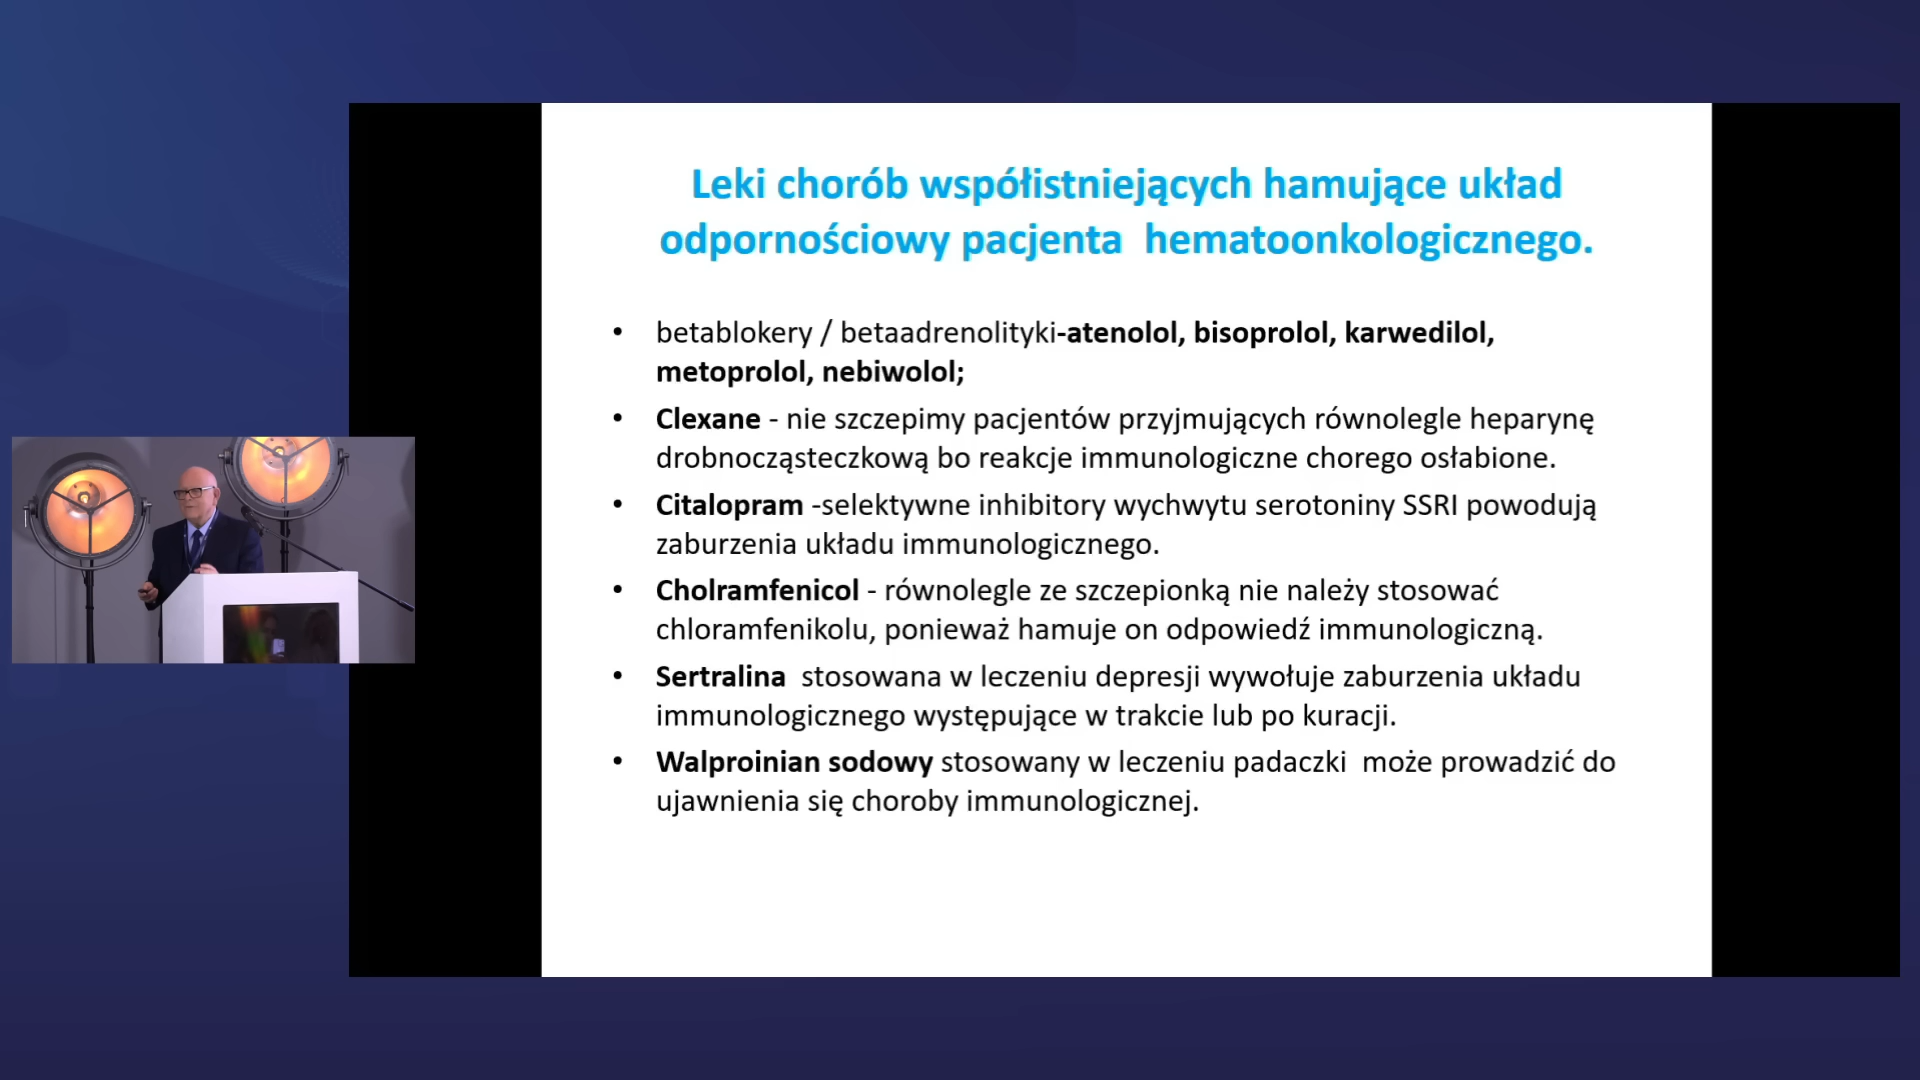 Leki chorób współistniejących hamujące układ
odpornościowy pacjenta hematoonkologicznego.
• betablokery / betaadrenolityki-atenolol, bisoprolol, karwedilol,
metoprolol, nebiwolol;
• Clexane - nie szczepimy pacjentów przyjmujących równolegle heparynę
drobnocząsteczkową bo reakcje immunologiczne chorego osłabione.
• Citalopram -selektywne inhibitory wychwytu serotoniny SSRI powodują
zaburzenia układu immunologicznego.
• Cholramfenicol - równolegle ze szczepionką nie należy stosować
chloramfenikolu, ponieważ hamuje on odpowiedź immunologiczną.
• Sertralina stosowana w leczeniu depresji wywołuje zaburzenia układu
immunologicznego występujące w trakcie lub po kuracji.
• Walproinian sodowy stosowany w leczeniu padaczki może prowadzić do
ujawnienia się choroby immunologicznej.